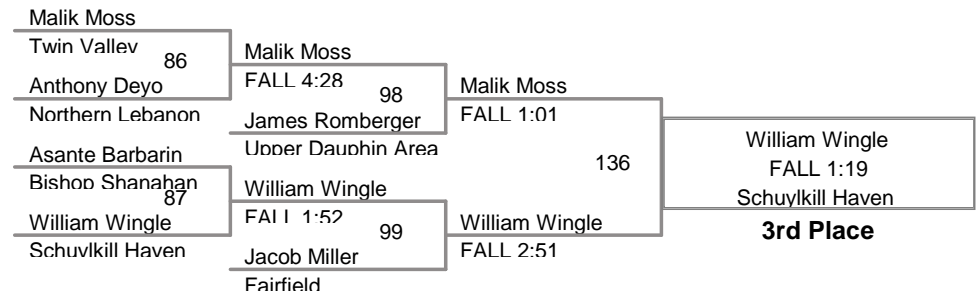 Malik Moss
Twin Valley
86
Anthony Deyo
Northern Lebanon
Asante Barbarin
Bishop Shanahan
87
William Wingle
Schuylkill Haven
Malik Moss
FALL 4:28
98
James Romberger
Upper Dauphin Area
William Wingle
FALL 1:52
99
Jacob Miller
Fairfield
Malik Moss
FALL 1:01
136
William Wingle
FALL 2:51
William Wingle
FALL 1:19
Schuylkill Haven
3rd Place